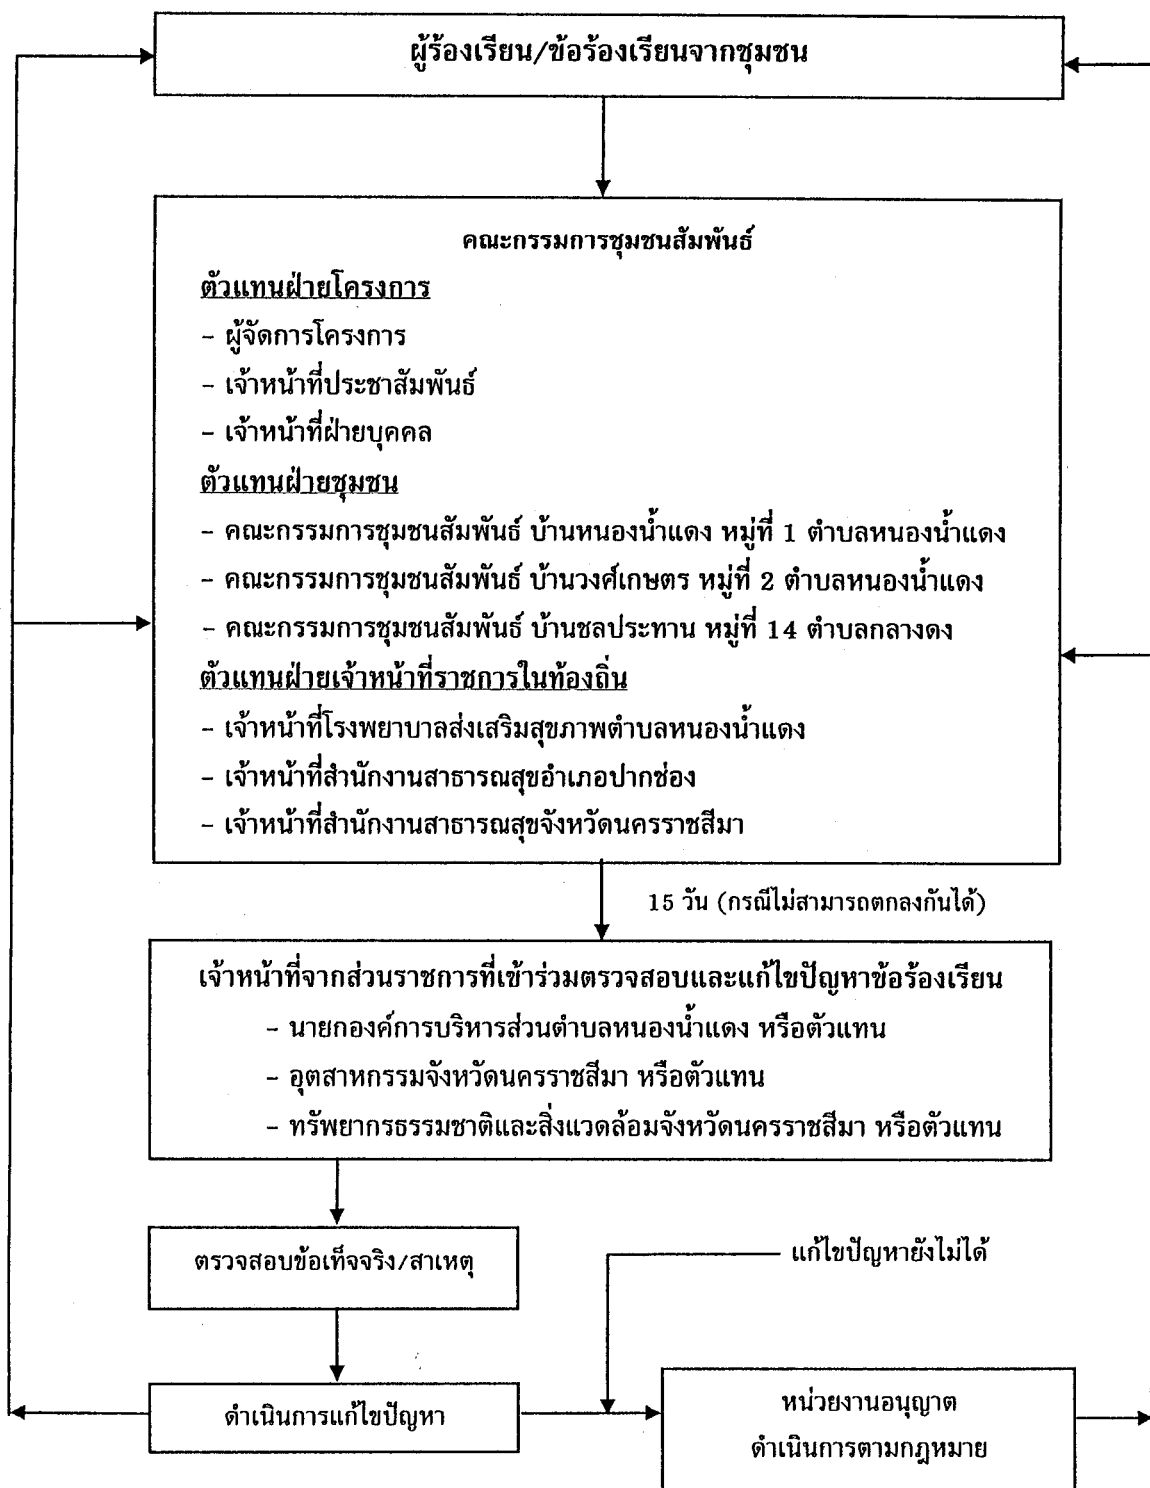 ผู้ร้องเรียน/ข้อร้องเรียนจากชุมชน
คณะกรรมการชุมชนสัมพันธ์
ตัวแทนฝ่ายโครงการ
- ผู้จัดการโครงการ
- เจ้าหน้าที่ประชาสัมพันธ์
- เจ้าหน้าที่ฝ่ายบุคคล
ตัวแทนฝ่ายชุมชน
- คณะกรรมการชุมชนสัมพันธ์ บ้านหนองน้ำแดง หมู่ที่ 1 ตำบลหนองน้ำแดง
- คณะกรรมการชุมชนสัมพันธ์ บ้านวงศ์เกษตร หมู่ที่ 2 ตำบลหนองน้ำแดง
- คณะกรรมการชุมชนสัมพันธ์ บ้านชลประทาน หมู่ที่ 14 ตำบลกลางดง
ตัวแทนฝ่ายเจ้าหน้าที่ราชการในท้องถิ่น
- เจ้าหน้าที่โรงพยาบาลส่งเสริมสุขภาพตำบลหนองน้ำแดง
- เจ้าหน้าที่สำนักงานสาธารณสุขอำเภอปากช่อง
- เจ้าหน้าที่สำนักงานสาธารณสุขจังหวัดนครราชสีมา
15 วัน (กรณีไม่สามารถตกลงกันได้)
เจ้าหน้าที่จากส่วนราชการที่เข้าร่วมตรวจสอบและแก้ไขปัญหาข้อร้องเรียน
- นายกองค์การบริหารส่วนตำบลหนองน้ำแดง หรือตัวแทน
- อุตสาหกรรมจังหวัดนครราชสีมา หรือตัวแทน
- ทรัพยากรธรรมชาติและสิ่งแวดล้อมจังหวัดนครราชสีมา หรือตัวแทน
ตรวจสอบข้อเท็จจริง/สาเหตุ
แก้ไขปัญหายังไม่ได้
ดำเนินการแก้ไขปัญหา
หน่วยงานอนุญาต
ดำเนินการตามกฎหมาย